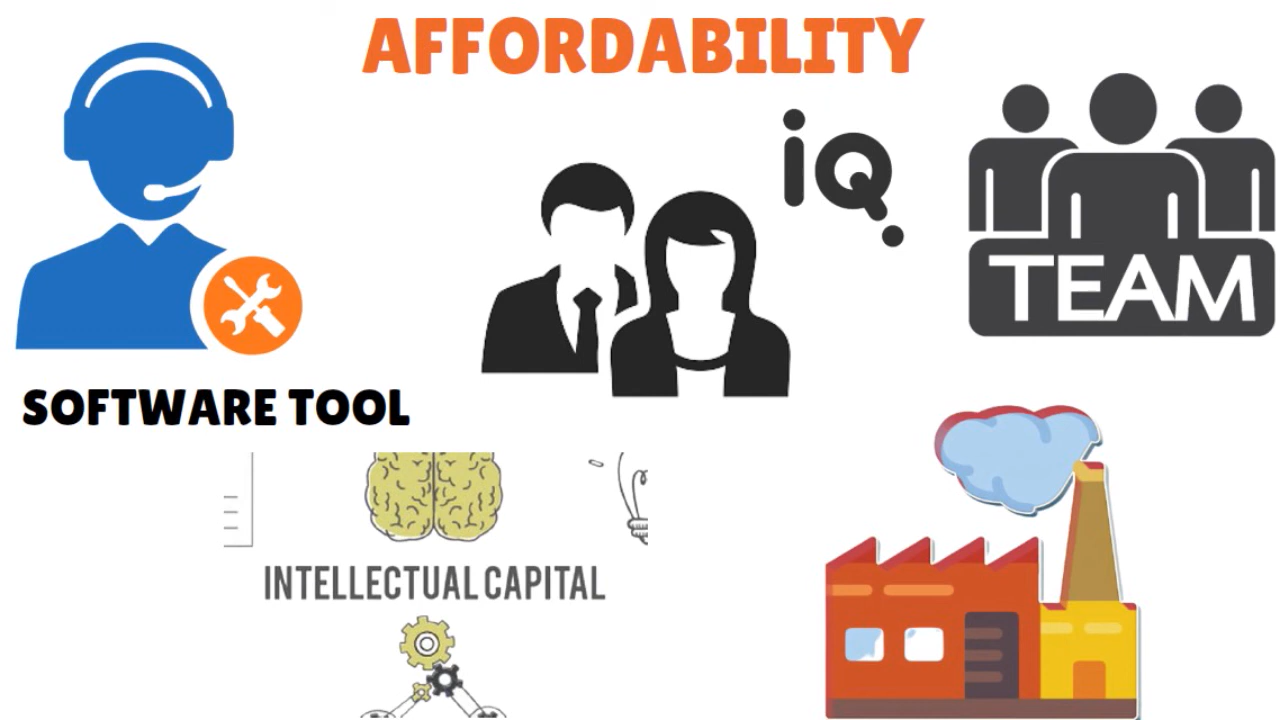 AFFORDABILITY
iQ
TEAM
SOFTWARE TOOL
INTELLECTUAL CAPITAL